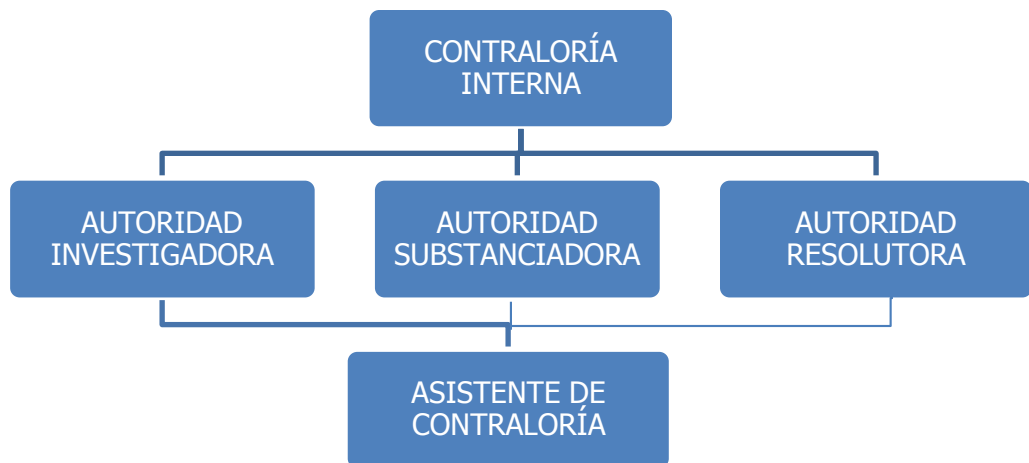 CONTRALORÍA
INTERNA
AUTORIDAD
INVESTIGADORA
AUTORIDAD
SUBSTANCIADORA
AUTORIDAD
RESOLUTORA
ASISTENTE DE
CONTRALORÍA